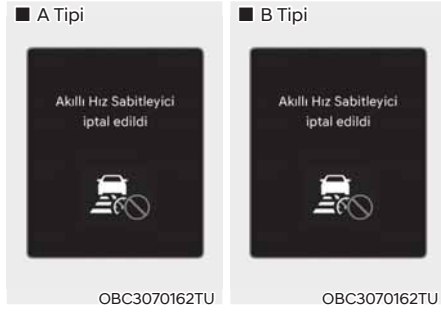 ■ A Tipi
Akıllı Hız Sabitleyici
iptal edildi
OBC3070162TU
■ B Tipi
Akıllı Hız Sabitleyici
iptal edildi
OBC3070162TU